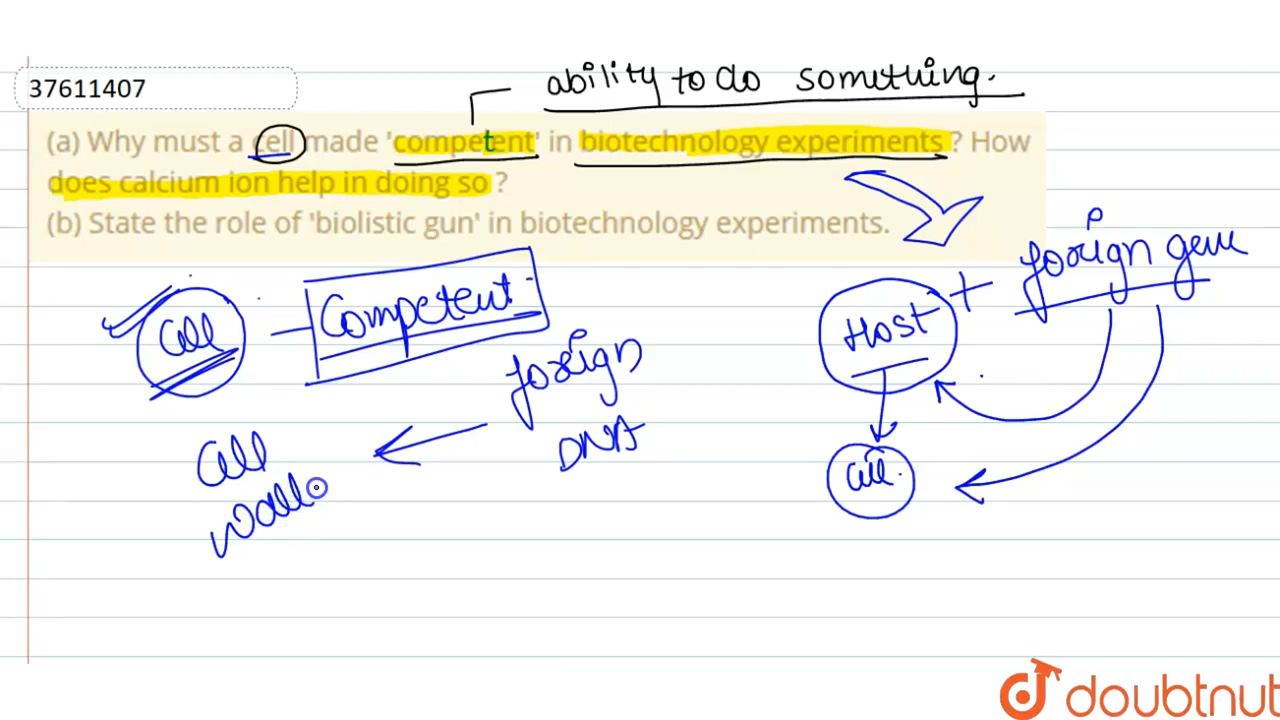 ability to do something.
37611407
(a) Why must a cell made 'competent' in biotechnology experiments ? How
does calcium ion help in doing so ?
(b) State the role of 'biolistic gun' in biotechnology experiments.
Cell
Competent
foreign
DNA
Cell
wall
Host + foreign gene
Cell.
doubtnut